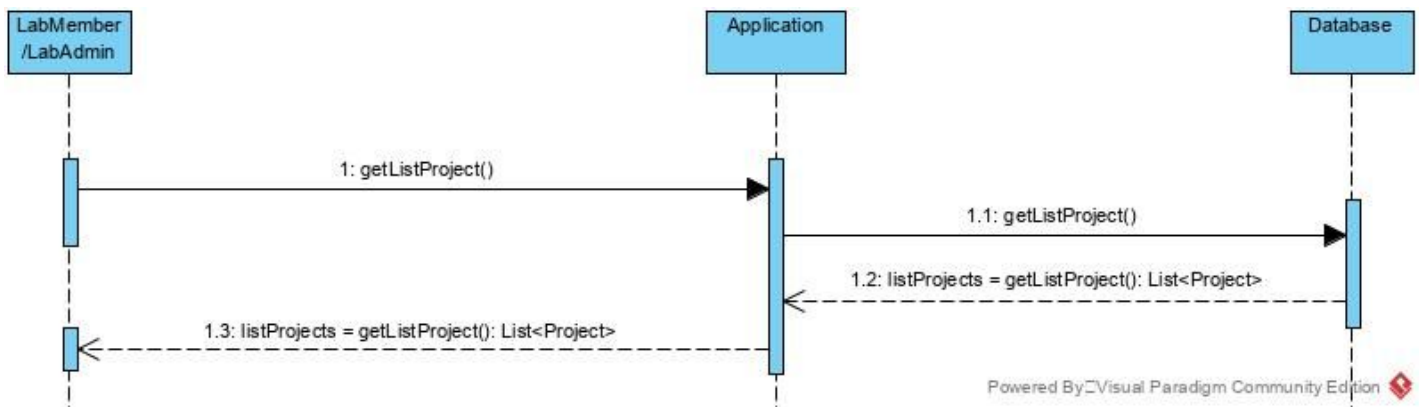 LabMember
/LabAdmin
Application
Database
1: getListProject()
1.1: getListProject()
1.2: listProjects = getListProject(): List<Project>
1.3: listProjects = getListProject(): List<Project>
Powered By Visual Paradigm Community Edition